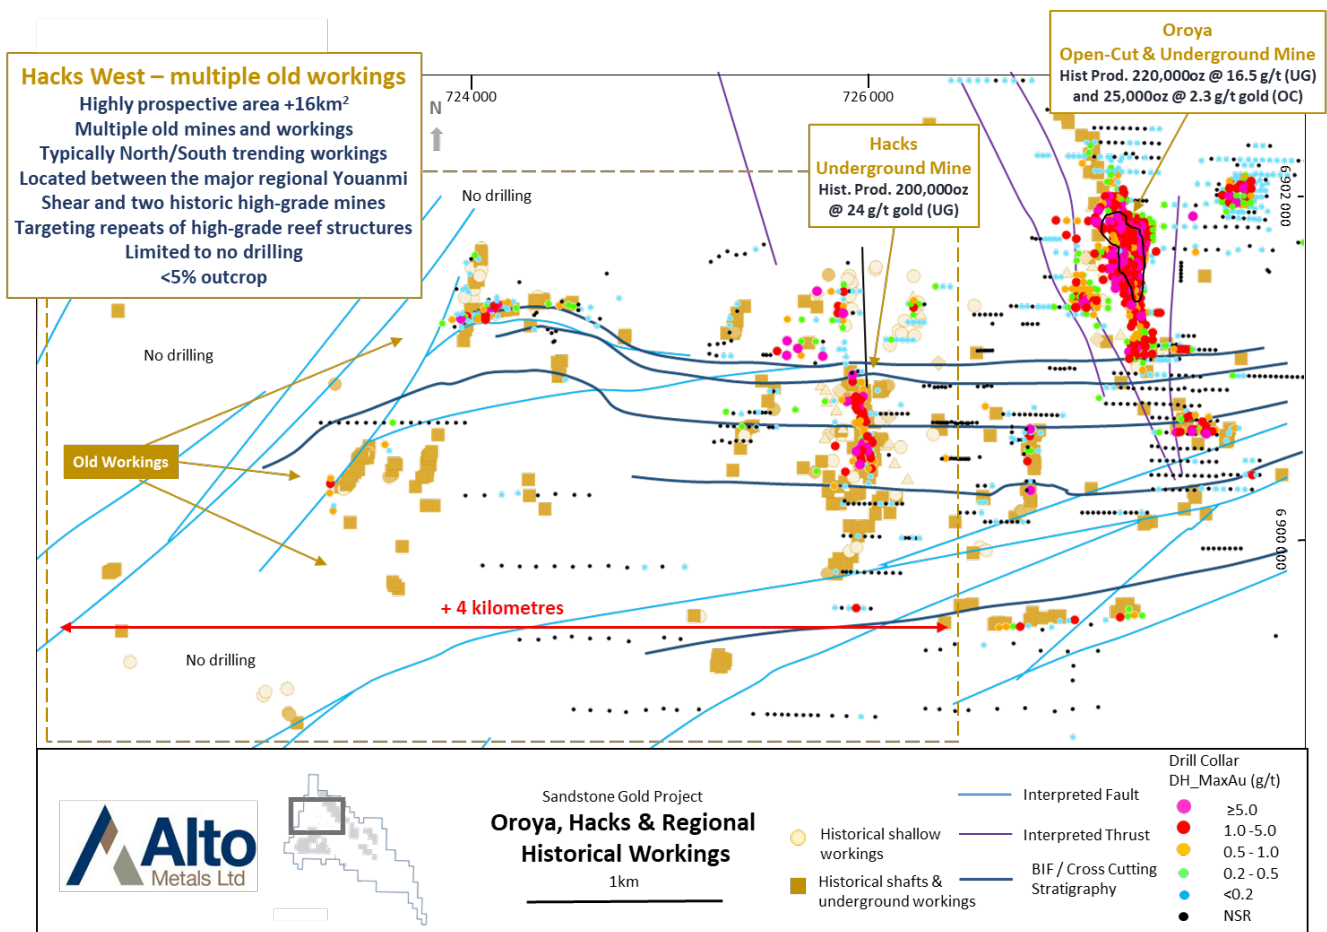 Hacks West – multiple old workings
Highly prospective area +16km²
Multiple old mines and workings
Typically North/South trending workings
Located between the major regional Youanmi
Shear and two historic high-grade mines
Targeting repeats of high-grade reef structures
Limited to no drilling
<5% outcrop
724 000
N
726 000
Oroya
Open-Cut & Underground Mine
Hist Prod. 220,000oz @ 16.5 g/t (UG)
and 25,000oz @ 2.3 g/t gold (OC)
Hacks
Underground Mine
Hist. Prod. 200,000oz
@ 24 g/t gold (UG)
6 902 000
No drilling
No drilling
Old Workings
6 900 000
+ 4 kilometres
No drilling
Alto
Metals Ltd
Sandstone Gold Project
Oroya, Hacks & Regional
Historical Workings
1km
Historical shallow
workings
Historical shafts &
underground workings
Interpreted Fault
Interpreted Thrust
BIF / Cross Cutting
Stratigraphy
Drill Collar
DH_MaxAu (g/t)
≥5.0
1.0 -5.0
0.5 - 1.0
0.2 - 0.5
<0.2
NSR